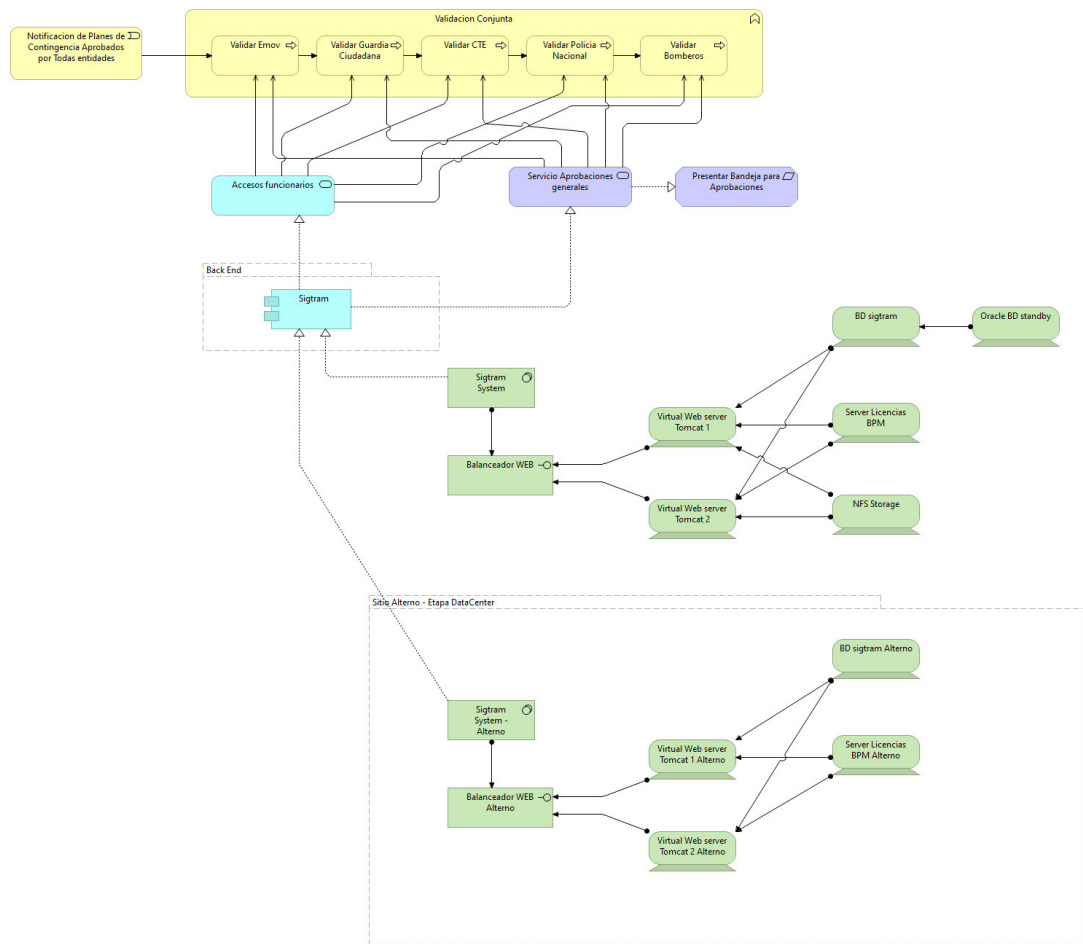 Validacion Conjunta
Notificacion de Planes de
Contingencia Aprobados
por Todas entidades
Validar Emov
Validar Guardia
Ciudadana
Validar CTE
Validar Policia
Nacional
Validar
Bomberos
Accesos funcionarios
Servicio Aprobaciones
generales
Presentar Bandeja para
Aprobaciones
Back End
Sigtram
BD sigtram
Oracle BD standby
Sigtram
System
Virtual Web server
Tomcat 1
Server Licencias
BPM
Balanceador WEB
Virtual Web server
Tomcat 2
NFS Storage
Sitio Alterno - Etapa DataCenter
BD sigtram Alterno
Sigtram
System -
Alterno
Virtual Web server
Tomcat 1 Alterno
Server Licencias
BPM Alterno
Balanceador WEB
Alterno
Virtual Web server
Tomcat 2 Alterno